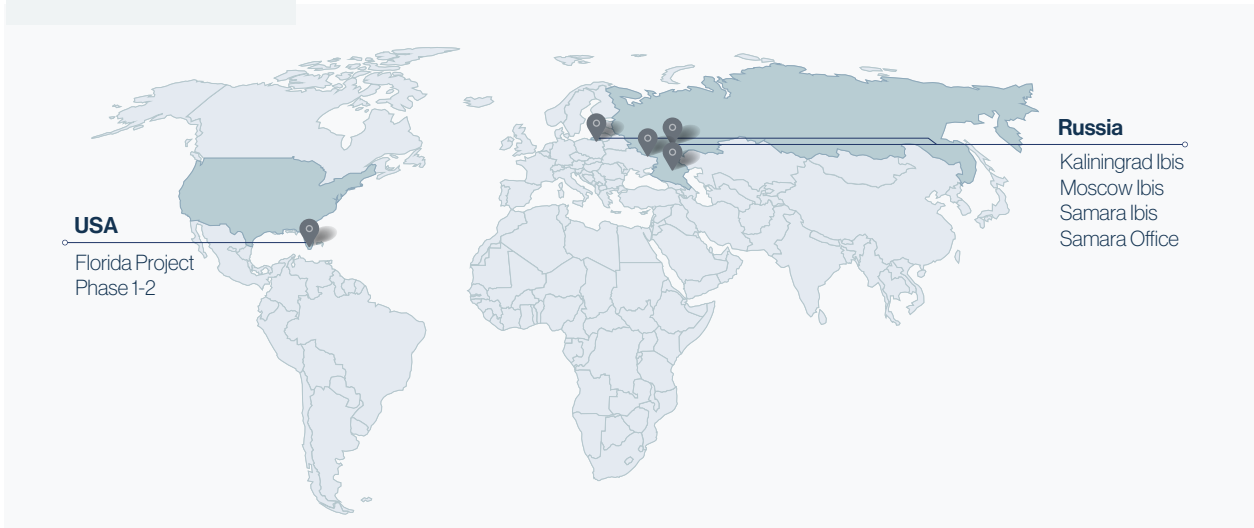 USA
Florida Project
Phase 1-2
Russia
Kaliningrad Ibis
Moscow Ibis
Samara Ibis
Samara Office